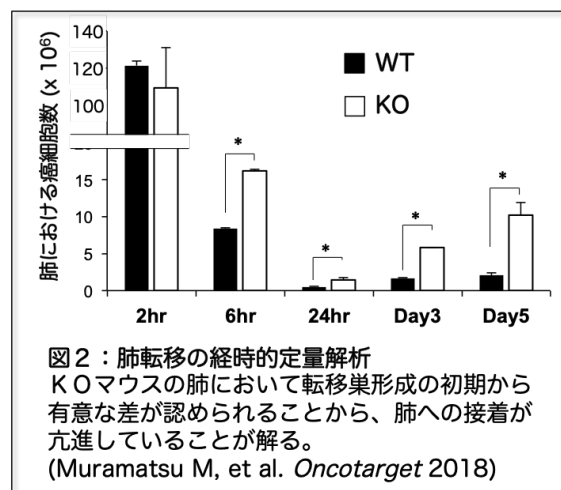 肺における癌細胞数 (x 10⁶)
140
120
100
20
15
10
5
0
WT
KO
*
*
*
*
2hr 6hr 24hr Day3 Day5
図２：肺転移の経時的定量解析
ＫＯマウスの肺において転移巣形成の初期から
有意な差が認められることから、肺への接着が
亢進していることが解る。
(Muramatsu M, et al. Oncotarget 2018)